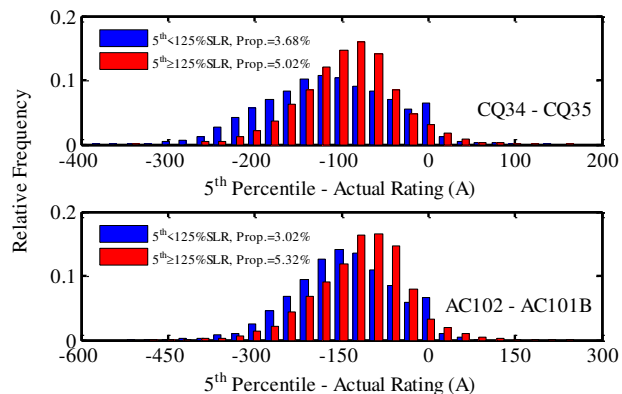 0.2
5th<125%SLR, Prop.=3.68%
5th≥125%SLR, Prop.=5.02%
0.1
CQ34 - CQ35
0
-400 -300 -200 -100 0 100 200
5th Percentile - Actual Rating (A)
Relative Frequency
0.2
5th<125%SLR, Prop.=3.02%
5th≥125%SLR, Prop.=5.32%
0.1
AC102 - AC101B
0
-600 -450 -300 -150 0 150 300
5th Percentile - Actual Rating (A)